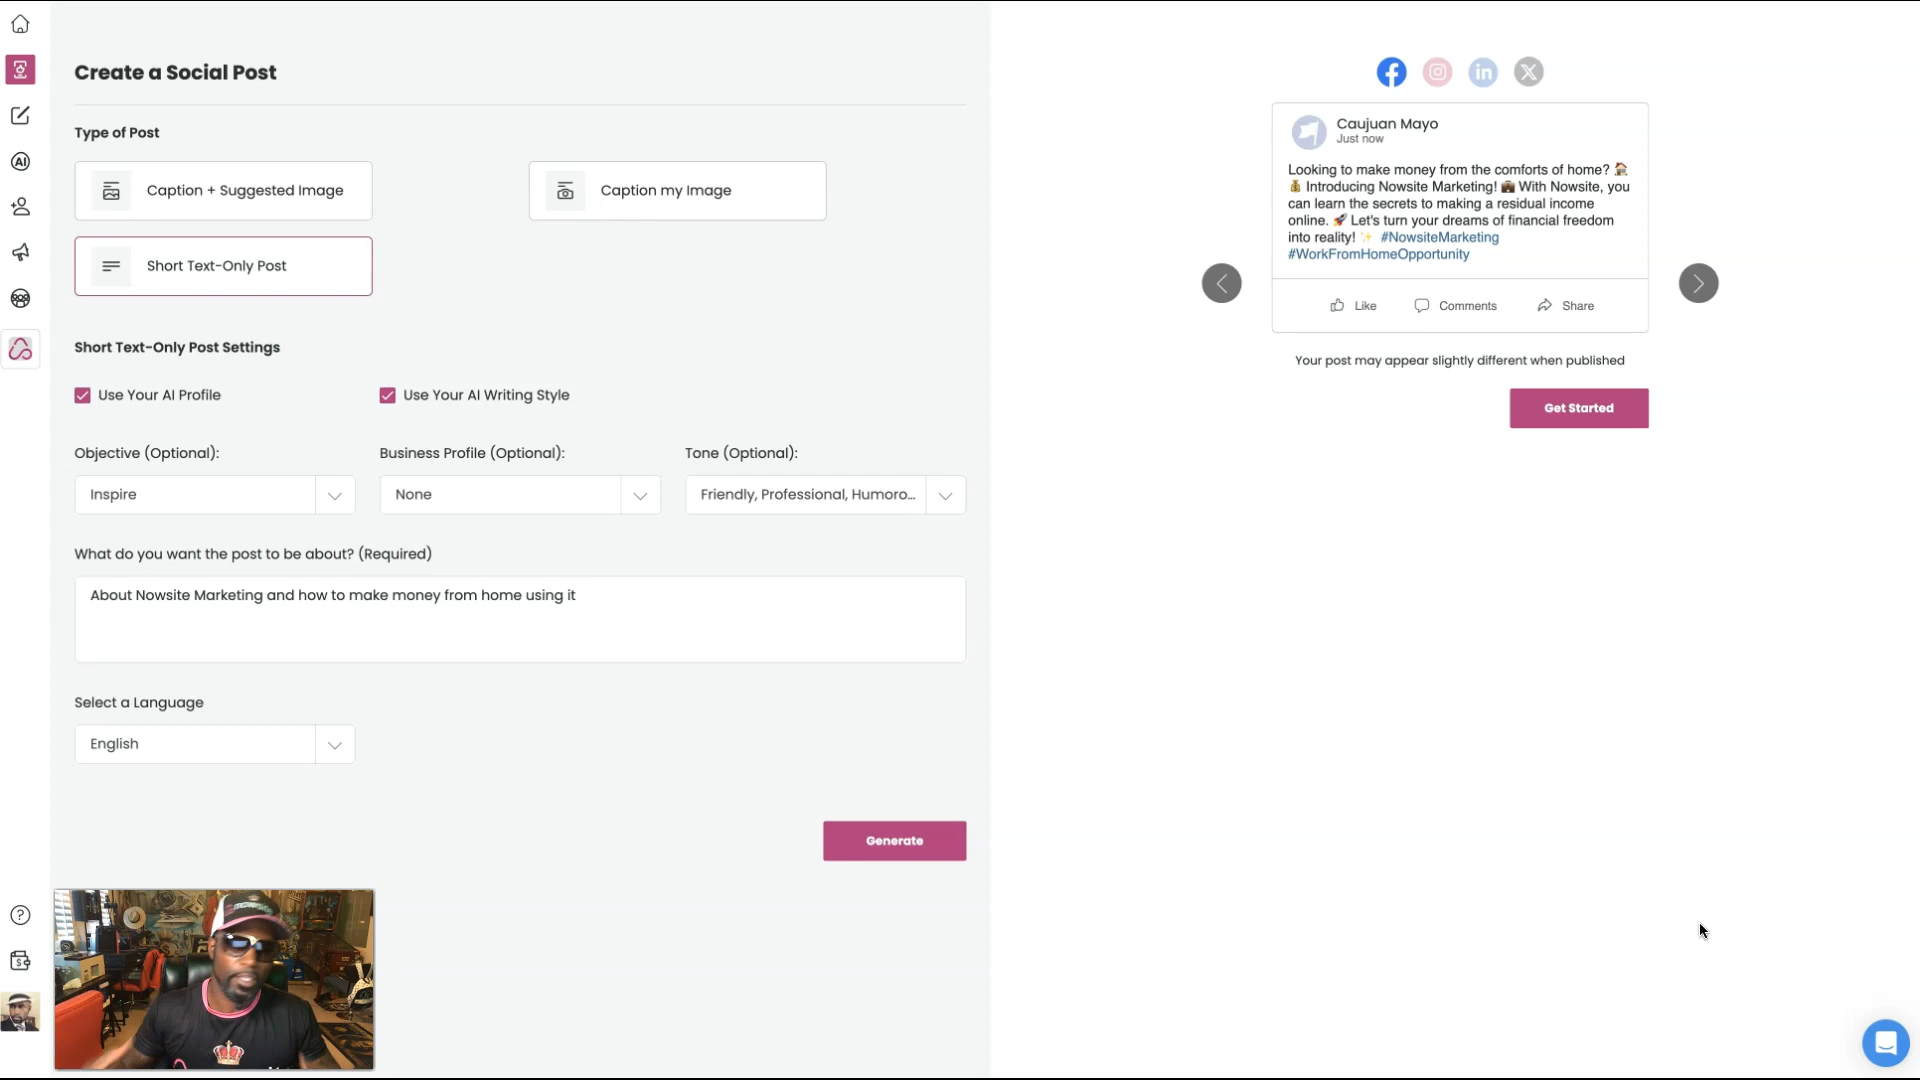 Create a Social Post
Type of Post
Caption + Suggested Image
Caption my Image
Short Text-Only Post
Short Text-Only Post Settings
Use Your AI Profile
Use Your AI Writing Style
Objective (Optional):
Business Profile (Optional):
Tone (Optional):
Inspire
None
Friendly, Professional, Humoro...
What do you want the post to be about? (Required)
About Nowsite Marketing and how to make money from home using it
Select a Language
English
Generate
AI
in
X
Caujuan Mayo
Just now
Looking to make money from the comforts of home? 🏠
💰 Introducing Nowsite Marketing! 💼 With Nowsite, you
can learn the secrets to making a residual income
online. 🚀 Let's turn your dreams of financial freedom
into reality! ✨ #NowsiteMarketing
#WorkFromHomeOpportunity
Like
Comments
Share
Your post may appear slightly different when published
Get Started